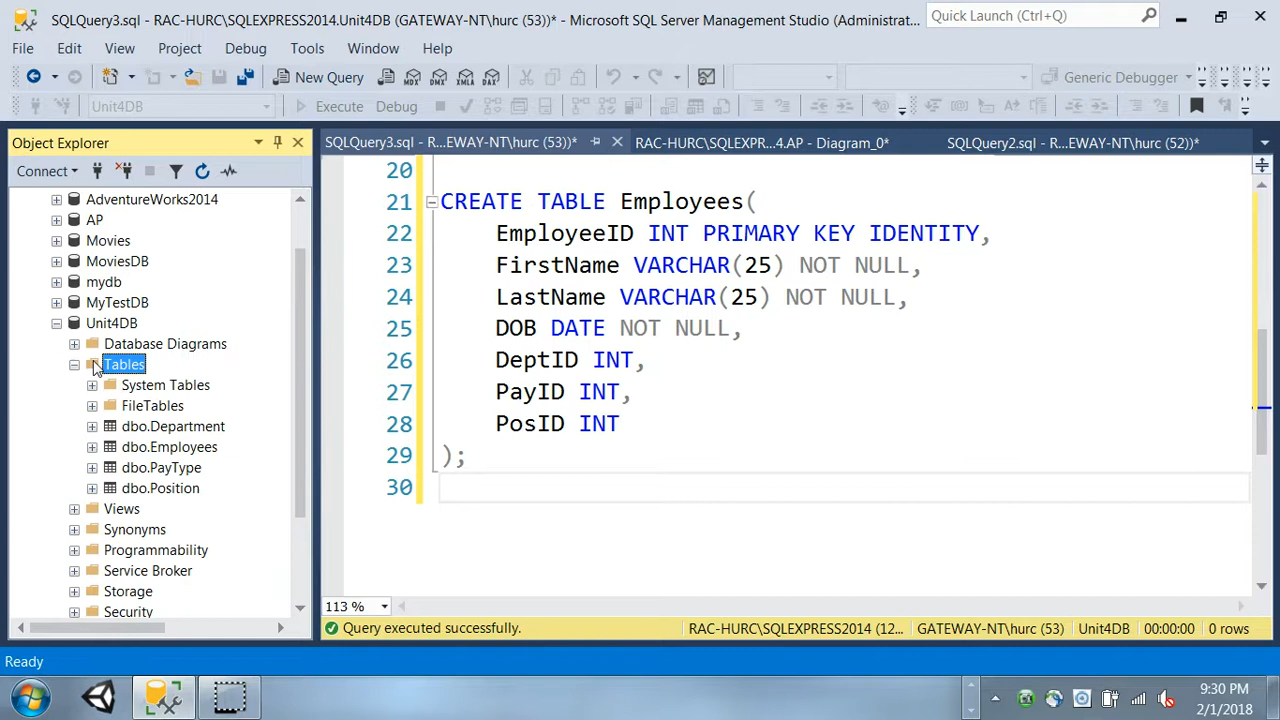 SQLQuery3.sql - RAC-HURC\SQLEXPRESS2014.Unit4DB (GATEWAY-NT\hurc (53))* - Microsoft SQL Server Management Studio (Administrat...
Quick Launch (Ctrl+Q)
File Edit View Project Debug Tools Window Help
New Query MDX DMX XMLA DAX Generic Debugger
Unit4DB Execute Debug
Object Explorer
SQLQuery3.sql - R...EWAY-NT\hurc (53))* RAC-HURC\SQLEXPR...4.AP - Diagram_0* SQLQuery2.sql - R...EWAY-NT\hurc (52))*
Connect
AdventureWorks2014
AP
Movies
MoviesDB
mydb
MyTestDB
Unit4DB
Database Diagrams
Tables
System Tables
FileTables
dbo.Department
dbo.Employees
dbo.PayType
dbo.Position
Views
Synonyms
Programmability
Service Broker
Storage
Security
20
21 CREATE TABLE Employees(
22 EmployeeID INT PRIMARY KEY IDENTITY,
23 FirstName VARCHAR(25) NOT NULL,
24 LastName VARCHAR(25) NOT NULL,
25 DOB DATE NOT NULL,
26 DeptID INT,
27 PayID INT,
28 PosID INT
29 );
30
113 %
Query executed successfully. RAC-HURC\SQLEXPRESS2014 (12... GATEWAY-NT\hurc (53) Unit4DB 00:00:00 0 rows
Ready
9:30 PM
2/1/2018